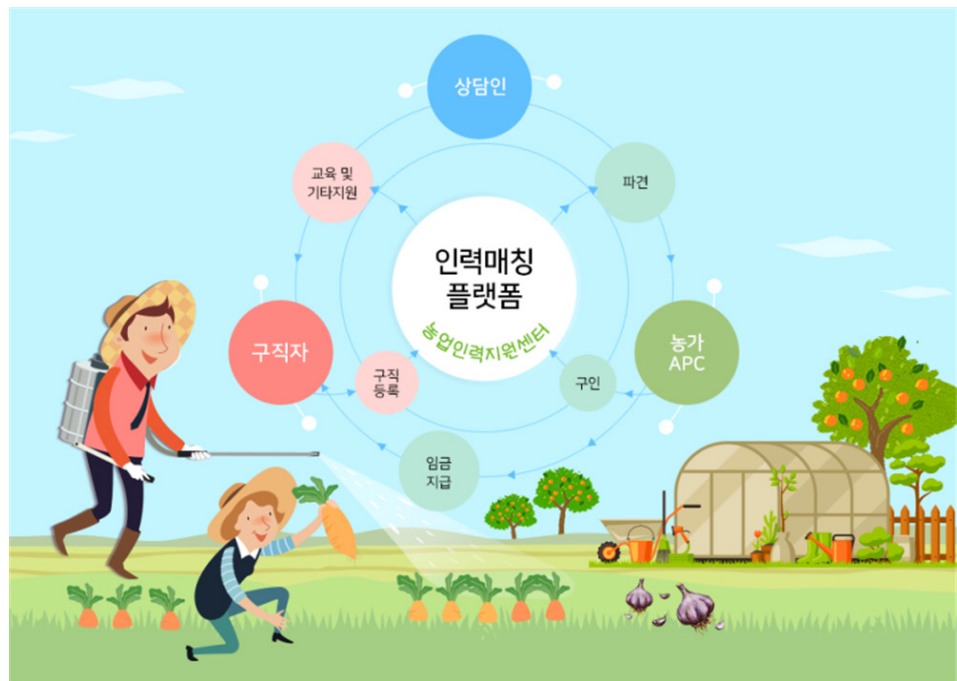 상담인
교육 및
기타지원
파견
인력매칭
플랫폼
농업인력지원센터
구직자
농가
APC
구직
등록
구인
임금
지급